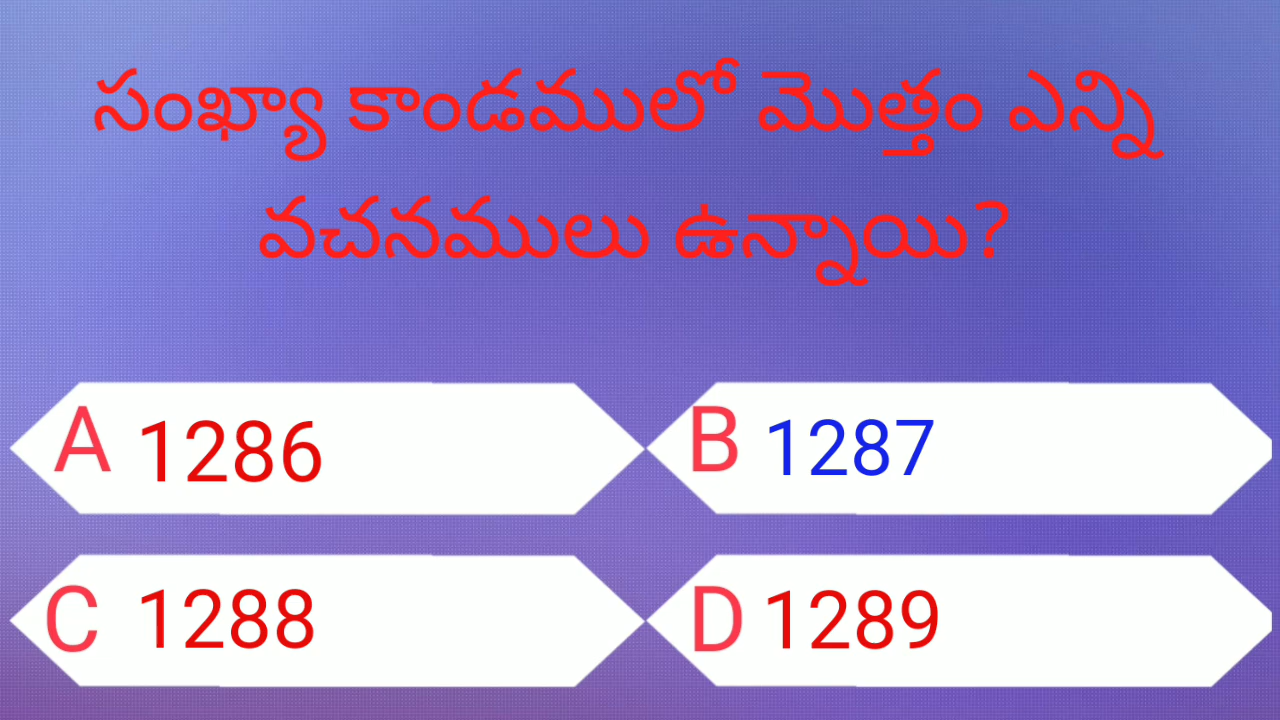 సంఖ్యా కాండములో మొత్తం ఎన్ని
వచనములు ఉన్నాయి?
A 1286
B 1287
C 1288
D 1289